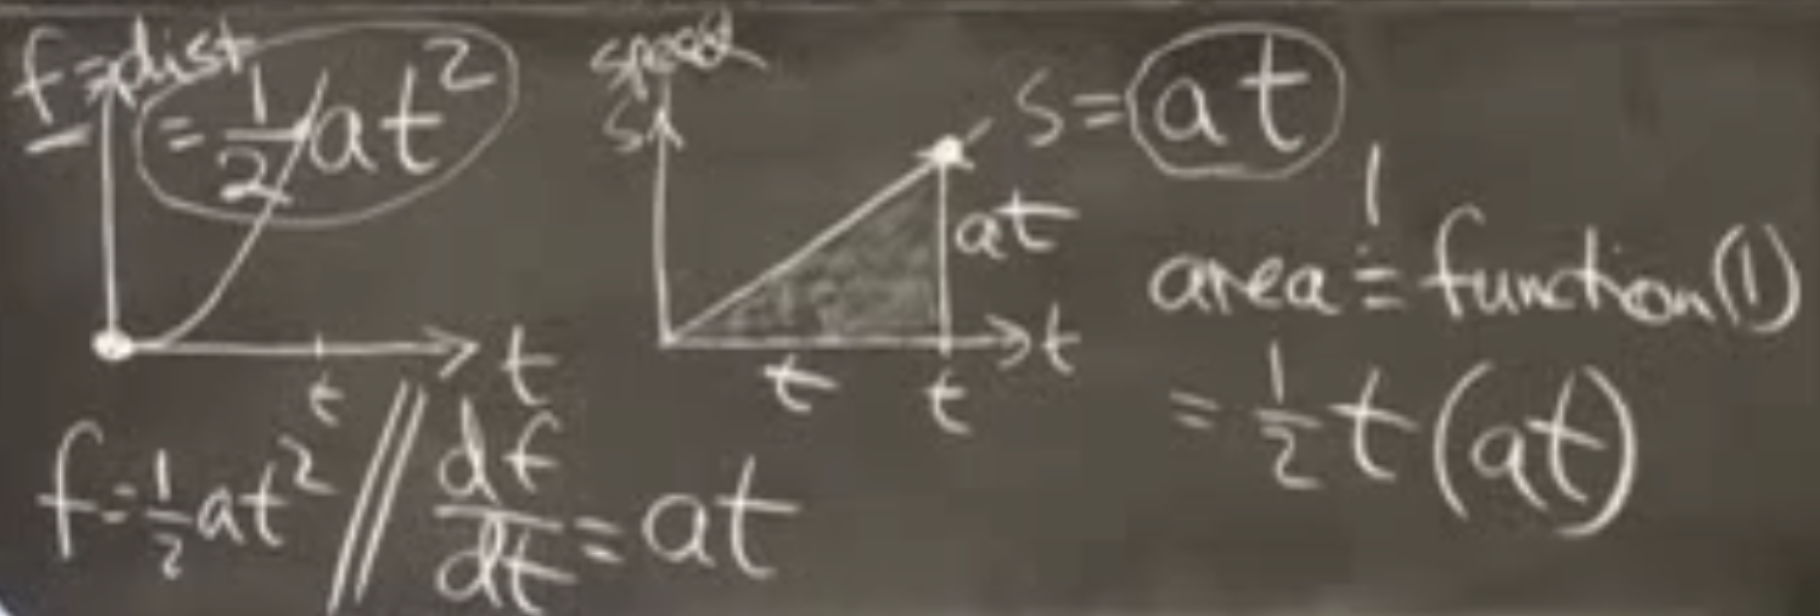 f=dist
= 1/2 at²
t
t
f=1/2 at² // df/dt = at
speed
s
s=at
at
t
t
t
area = function(1)
= 1/2 t(at)